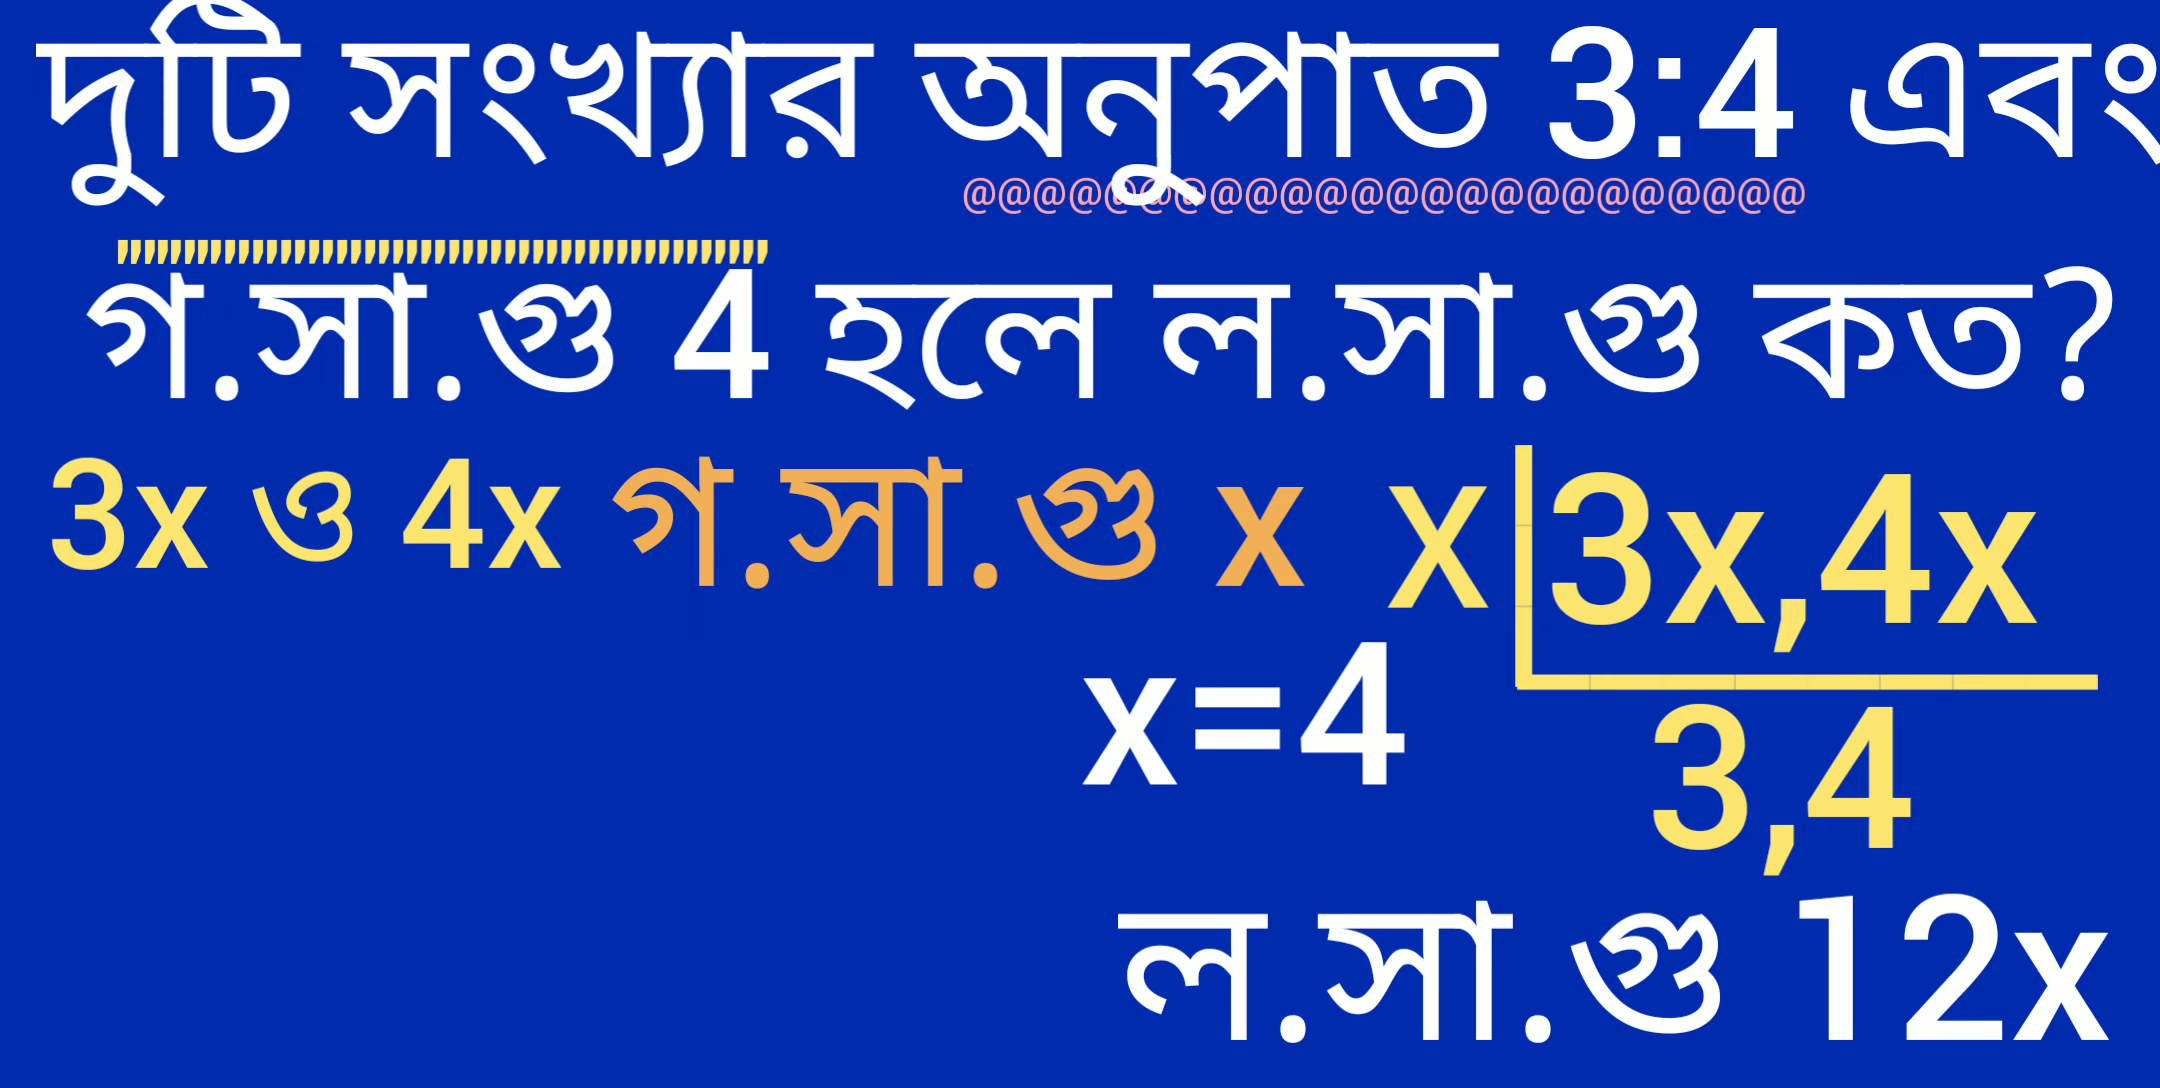 দুটি সংখ্যার অনুপাত 3:4 এবং
@@@@@@@@@@@@@@@@@@@@@@@@
,,,,,,,,,,,,,,,,,,,,,,,,,,,,,,,,,,,,,,,,,,,,,,,,,
গ.সা.গু 4 হলে ল.সা.গু কত?
3x ও 4x গ.সা.গু x x 3x,4x
x=4
3,4
ল.সা.গু 12x